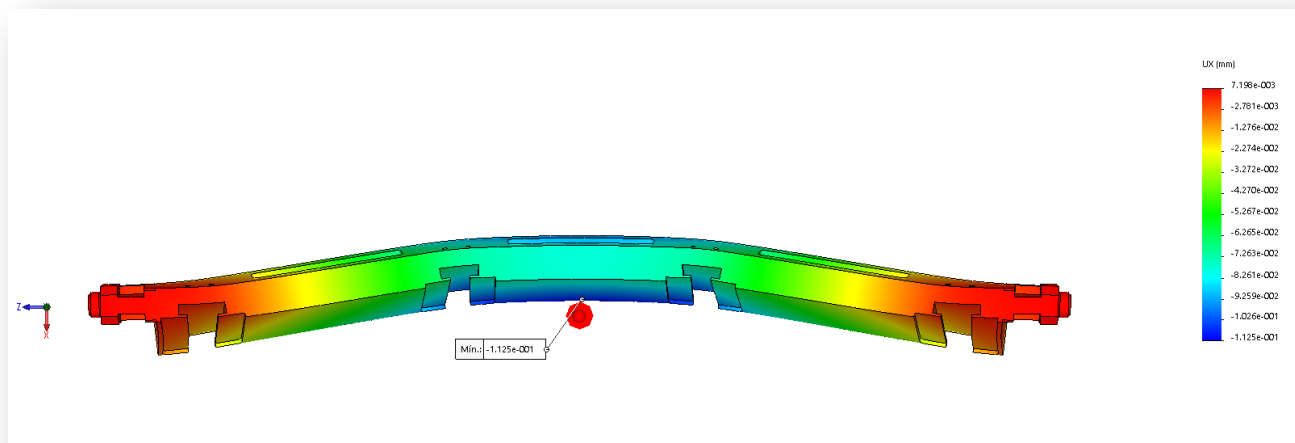 UX (mm)
7.198e-003
-2.781e-003
-1.276e-002
-2.274e-002
-3.272e-002
-4.270e-002
-5.267e-002
-6.265e-002
-7.263e-002
-8.261e-002
-9.259e-002
-1.026e-001
-1.125e-001
Z
X
Mín.: -1.125e-001